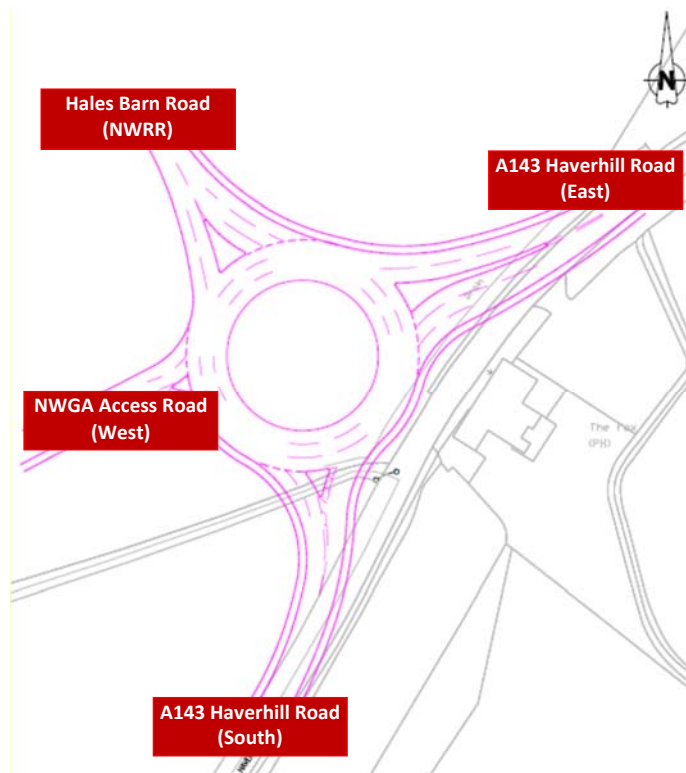 N
Hales Barn Road
(NWRR)
A143 Haverhill Road
(East)
NWGA Access Road
(West)
The Fox
(PH)
A143 Haverhill Road
(South)